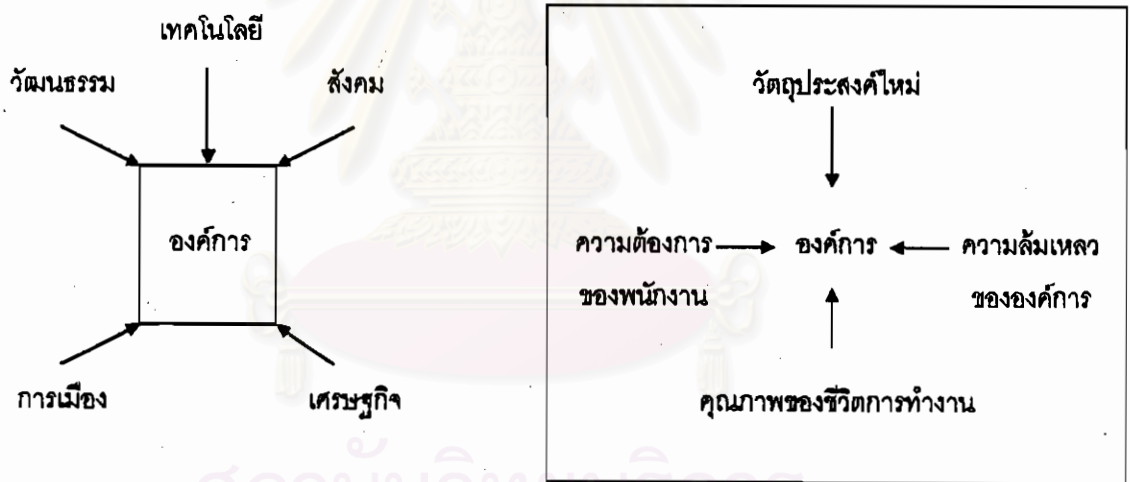 เทคโนโลยี
วัฒนธรรม
สังคม
องค์การ
การเมือง
เศรษฐกิจ
วัตถุประสงค์ใหม่
ความต้องการ
ของพนักงาน
องค์การ
ความล้มเหลว
ขององค์การ
คุณภาพของชีวิตการทำงาน